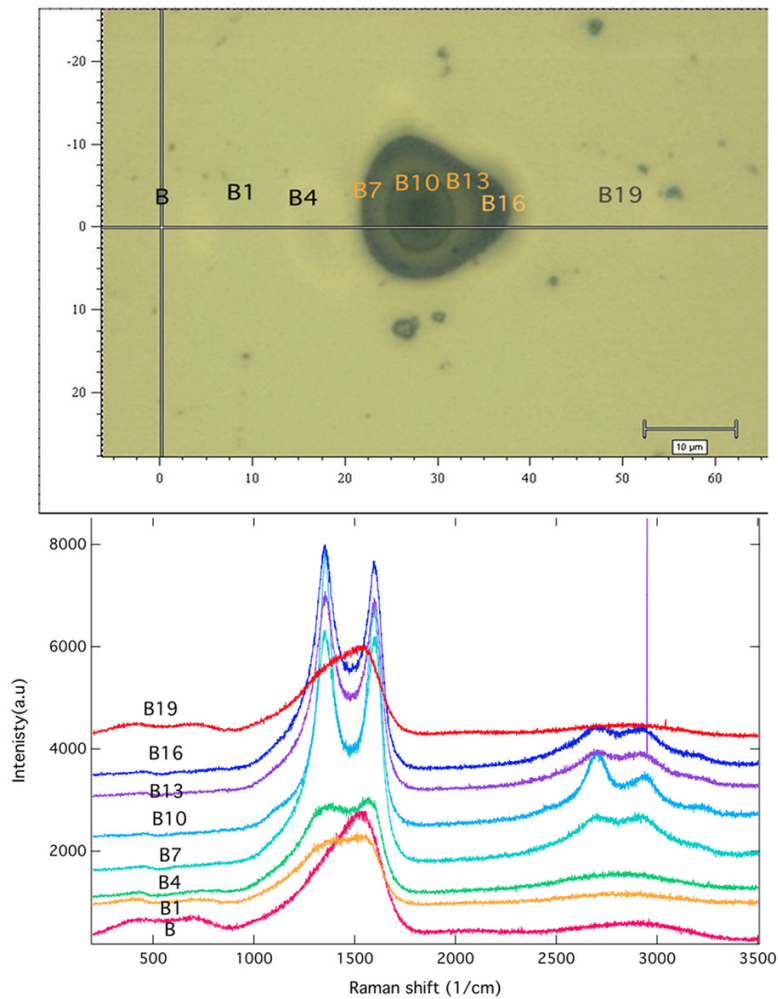 -20
-10
0
10
20
B B1 B4 B7 B10 B13 B16 B19
10 µm
0 10 20 30 40 50 60
8000
6000
4000
2000
B19
B16
B13
B10
B7
B4
B1
B
Intenisty(a.u)
500 1000 1500 2000 2500 3000 3500
Raman shift (1/cm)